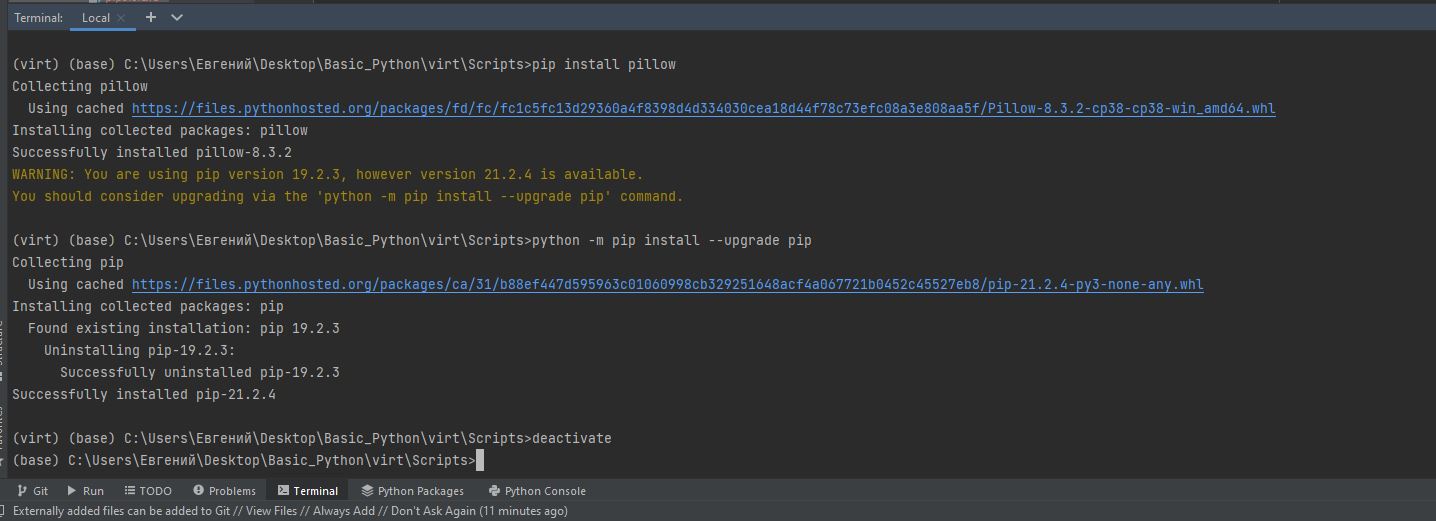 Terminal: Local × + ∨
(virt) (base) C:\Users\Евгений\Desktop\Basic_Python\virt\Scripts>pip install pillow
Collecting pillow
  Using cached https://files.pythonhosted.org/packages/fd/fc/fc1c5fc13d29360a4f8398d4d334030cea18d44f78c73efc08a3e808aa5f/Pillow-8.3.2-cp38-cp38-win_amd64.whl
Installing collected packages: pillow
Successfully installed pillow-8.3.2
WARNING: You are using pip version 19.2.3, however version 21.2.4 is available.
You should consider upgrading via the 'python -m pip install --upgrade pip' command.
(virt) (base) C:\Users\Евгений\Desktop\Basic_Python\virt\Scripts>python -m pip install --upgrade pip
Collecting pip
  Using cached https://files.pythonhosted.org/packages/ca/31/b88ef447d595963c01060998cb329251648acf4a067721b0452c45527eb8/pip-21.2.4-py3-none-any.whl
Installing collected packages: pip
  Found existing installation: pip 19.2.3
    Uninstalling pip-19.2.3:
      Successfully uninstalled pip-19.2.3
Successfully installed pip-21.2.4
(virt) (base) C:\Users\Евгений\Desktop\Basic_Python\virt\Scripts>deactivate
(base) C:\Users\Евгений\Desktop\Basic_Python\virt\Scripts>
Git Run TODO Problems Terminal Python Packages Python Console
Externally added files can be added to Git // View Files // Always Add // Don't Ask Again (11 minutes ago)